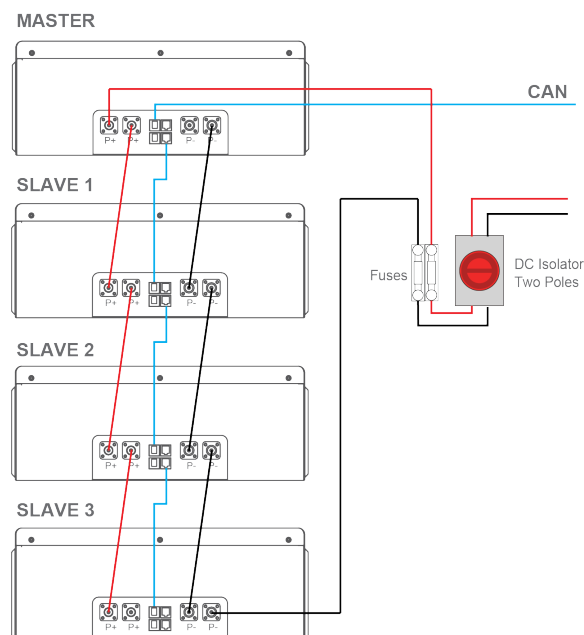 MASTER
CAN
P+ P+ P- P-
SLAVE 1
Fuses
DC Isolator
Two Poles
P+ P+ P- P-
SLAVE 2
P+ P+ P- P-
SLAVE 3
P+ P+ P- P-